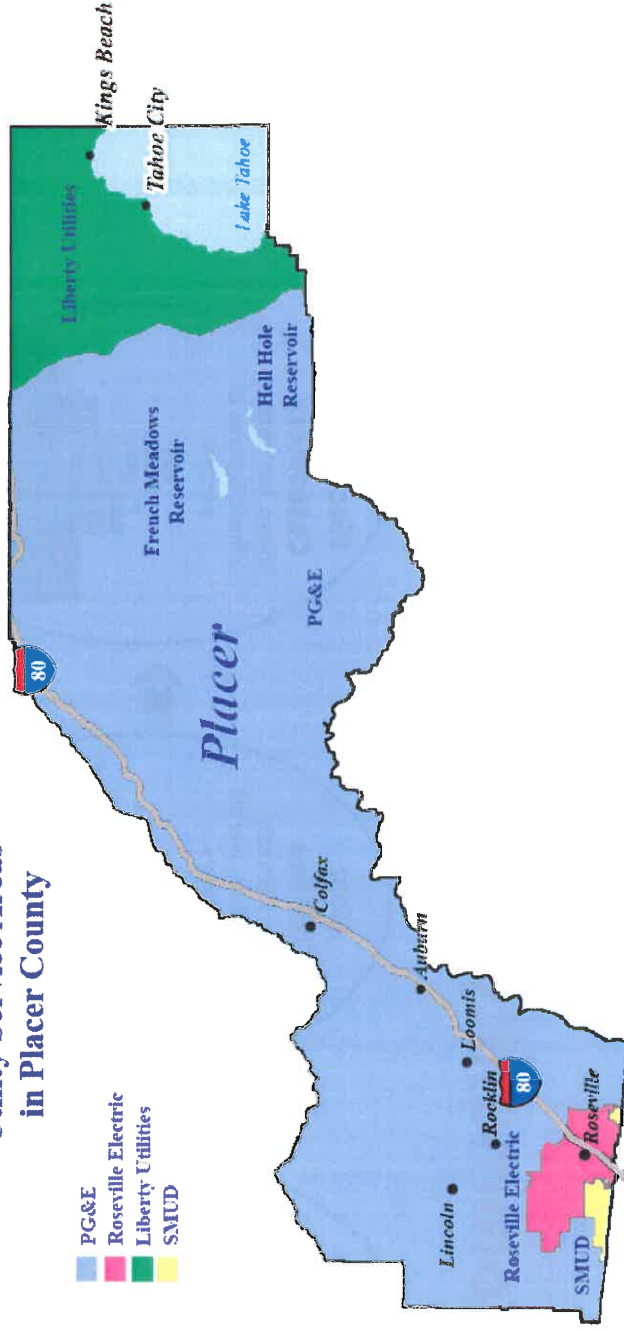 in Placer County
PG&E
Roseville Electric
Liberty Utilities
SMUD
Kings Beach
Tahoe City
Liberty Utilities
Lake Tahoe
Hell Hole
Reservoir
French Meadows
Reservoir
80
Placer
PG&E
Colfax
Auburn
Loomis
Rocklin
80
Lincoln
Roseville Electric
Roseville
SMUD